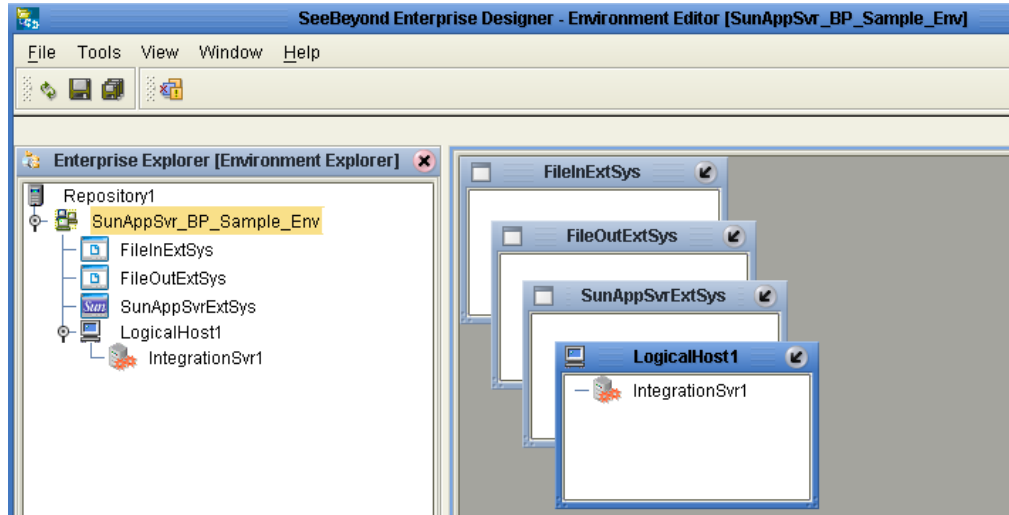 SeeBeyond Enterprise Designer - Environment Editor [SunAppSvr_BP_Sample_Env]
File Tools View Window Help
Enterprise Explorer [Environment Explorer]
Repository1
SunAppSvr_BP_Sample_Env
FileInExtSys
FileOutExtSys
Sun SunAppSvrExtSys
LogicalHost1
IntegrationSvr1
FileInExtSys
FileOutExtSys
SunAppSvrExtSys
LogicalHost1
IntegrationSvr1